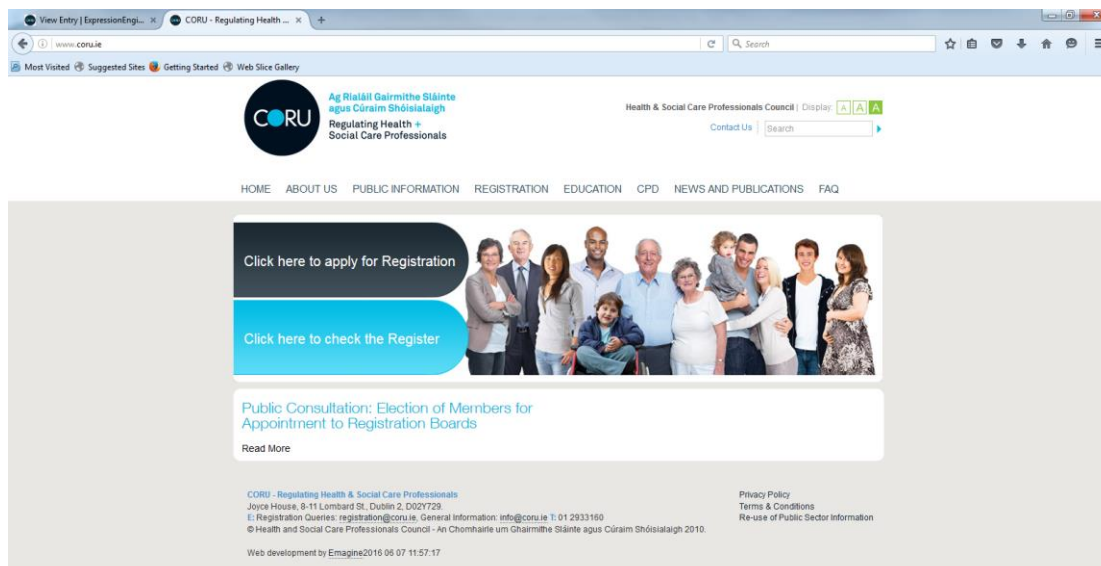 View Entry | ExpressionEngi...
CORU - Regulating Health ...
www.coru.ie
Search
Most Visited Suggested Sites Getting Started Web Slice Gallery
CORU
Ag Rialáil Gairmithe Sláinte
agus Cúraim Shóisialaigh
Regulating Health +
Social Care Professionals
Health & Social Care Professionals Council | Display: A A A
Contact Us Search
HOME ABOUT US PUBLIC INFORMATION REGISTRATION EDUCATION CPD NEWS AND PUBLICATIONS FAQ
Click here to apply for Registration
Click here to check the Register
Public Consultation: Election of Members for
Appointment to Registration Boards
Read More
CORU - Regulating Health & Social Care Professionals
Joyce House, 8-11 Lombard St., Dublin 2, D02Y729.
E: Registration Queries: registration@coru.ie, General Information: info@coru.ie T: 01 2933160
© Health and Social Care Professionals Council - An Chomhairle um Ghairmithe Sláinte agus Cúraim Shóisialaigh 2010.
Web development by Emagine2016 06 07 11:57:17
Privacy Policy
Terms & Conditions
Re-use of Public Sector Information